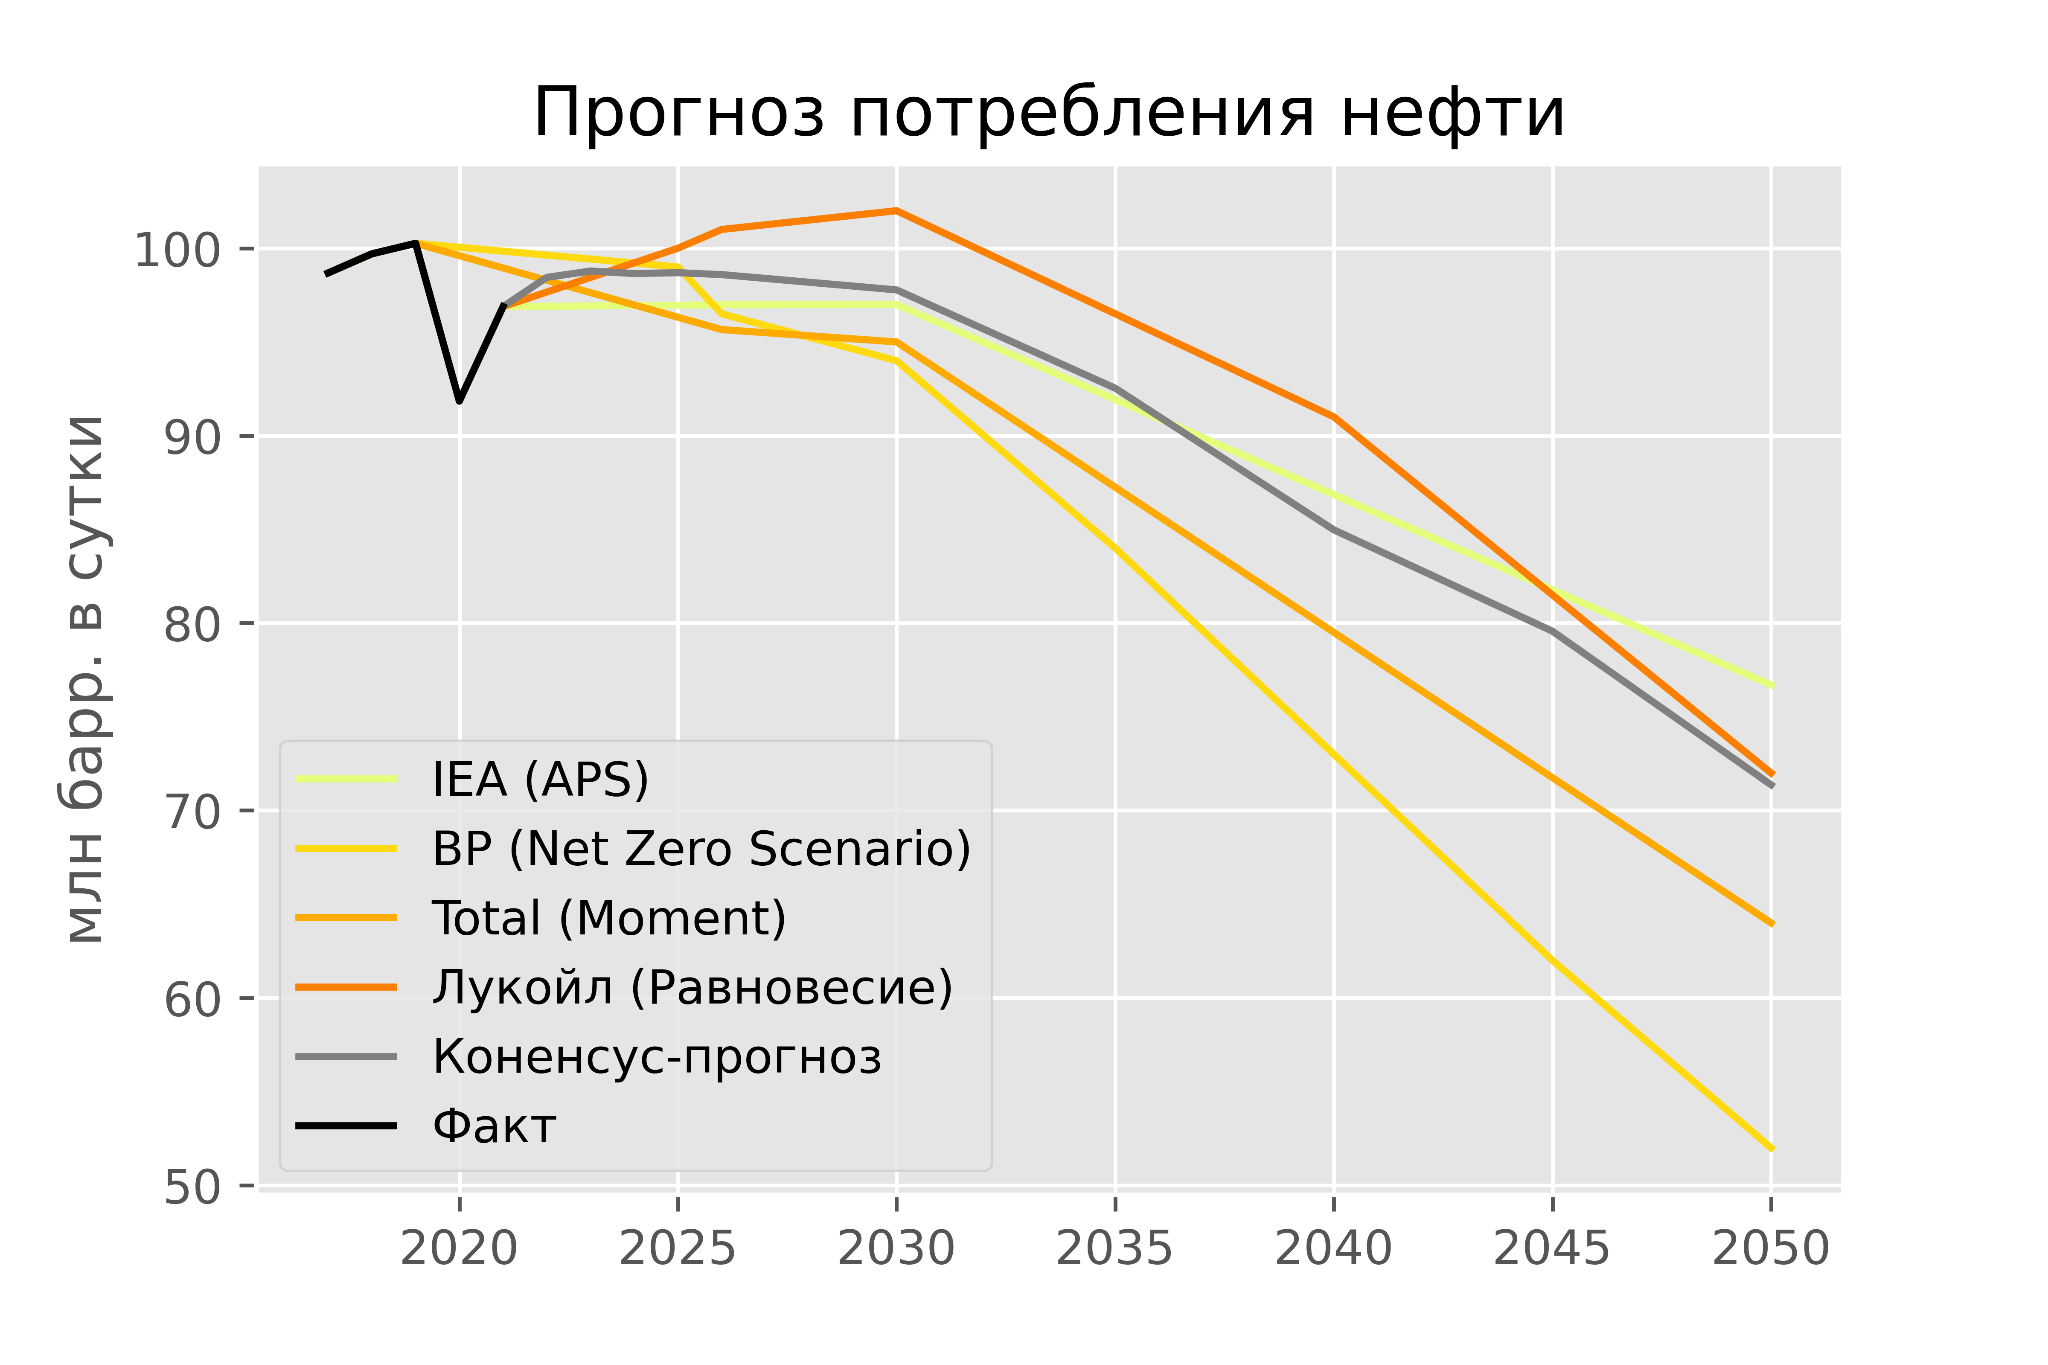 Прогноз потребления нефти
млн барр. в сутки
100
90
80
70
60
50
IEA (APS)
BP (Net Zero Scenario)
Total (Moment)
Лукойл (Равновесие)
Коненсус-прогноз
Факт
2020 2025 2030 2035 2040 2045 2050